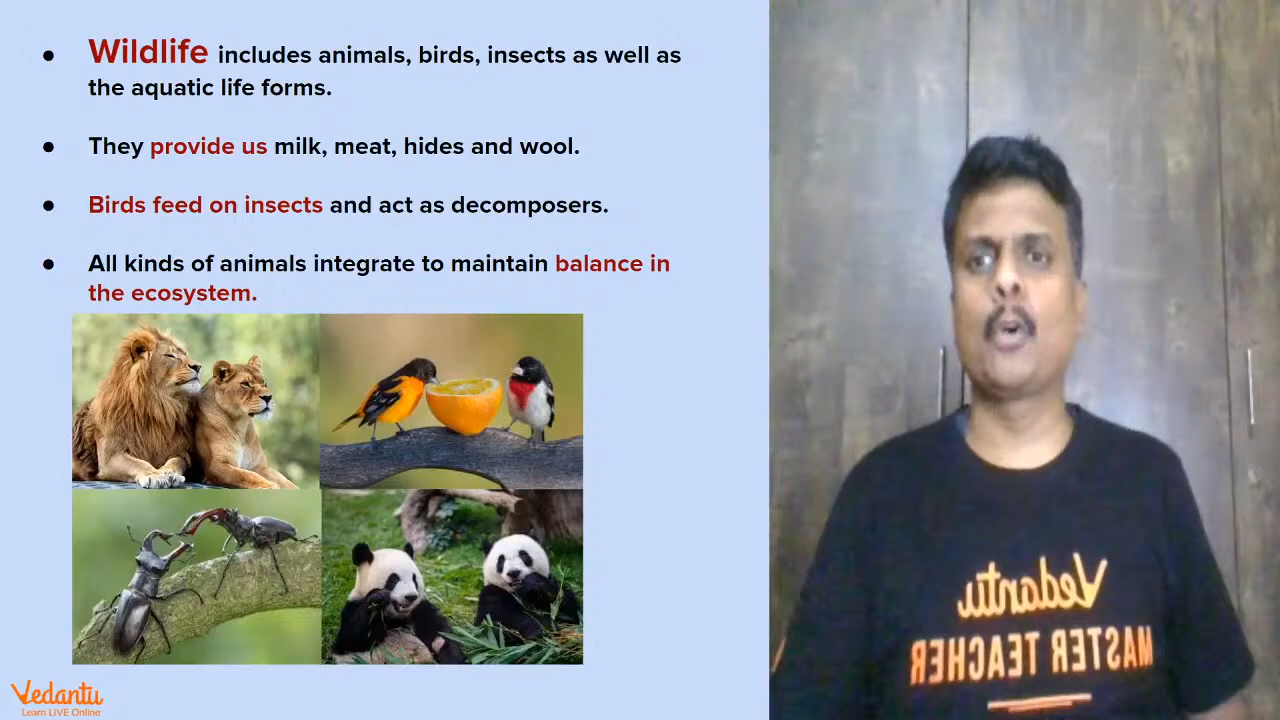 ● Wildlife includes animals, birds, insects as well as
the aquatic life forms.
● They provide us milk, meat, hides and wool.
● Birds feed on insects and act as decomposers.
● All kinds of animals integrate to maintain balance in
the ecosystem.
Vedantu
Learn LIVE Online
Vedantu
MASTER TEACHER